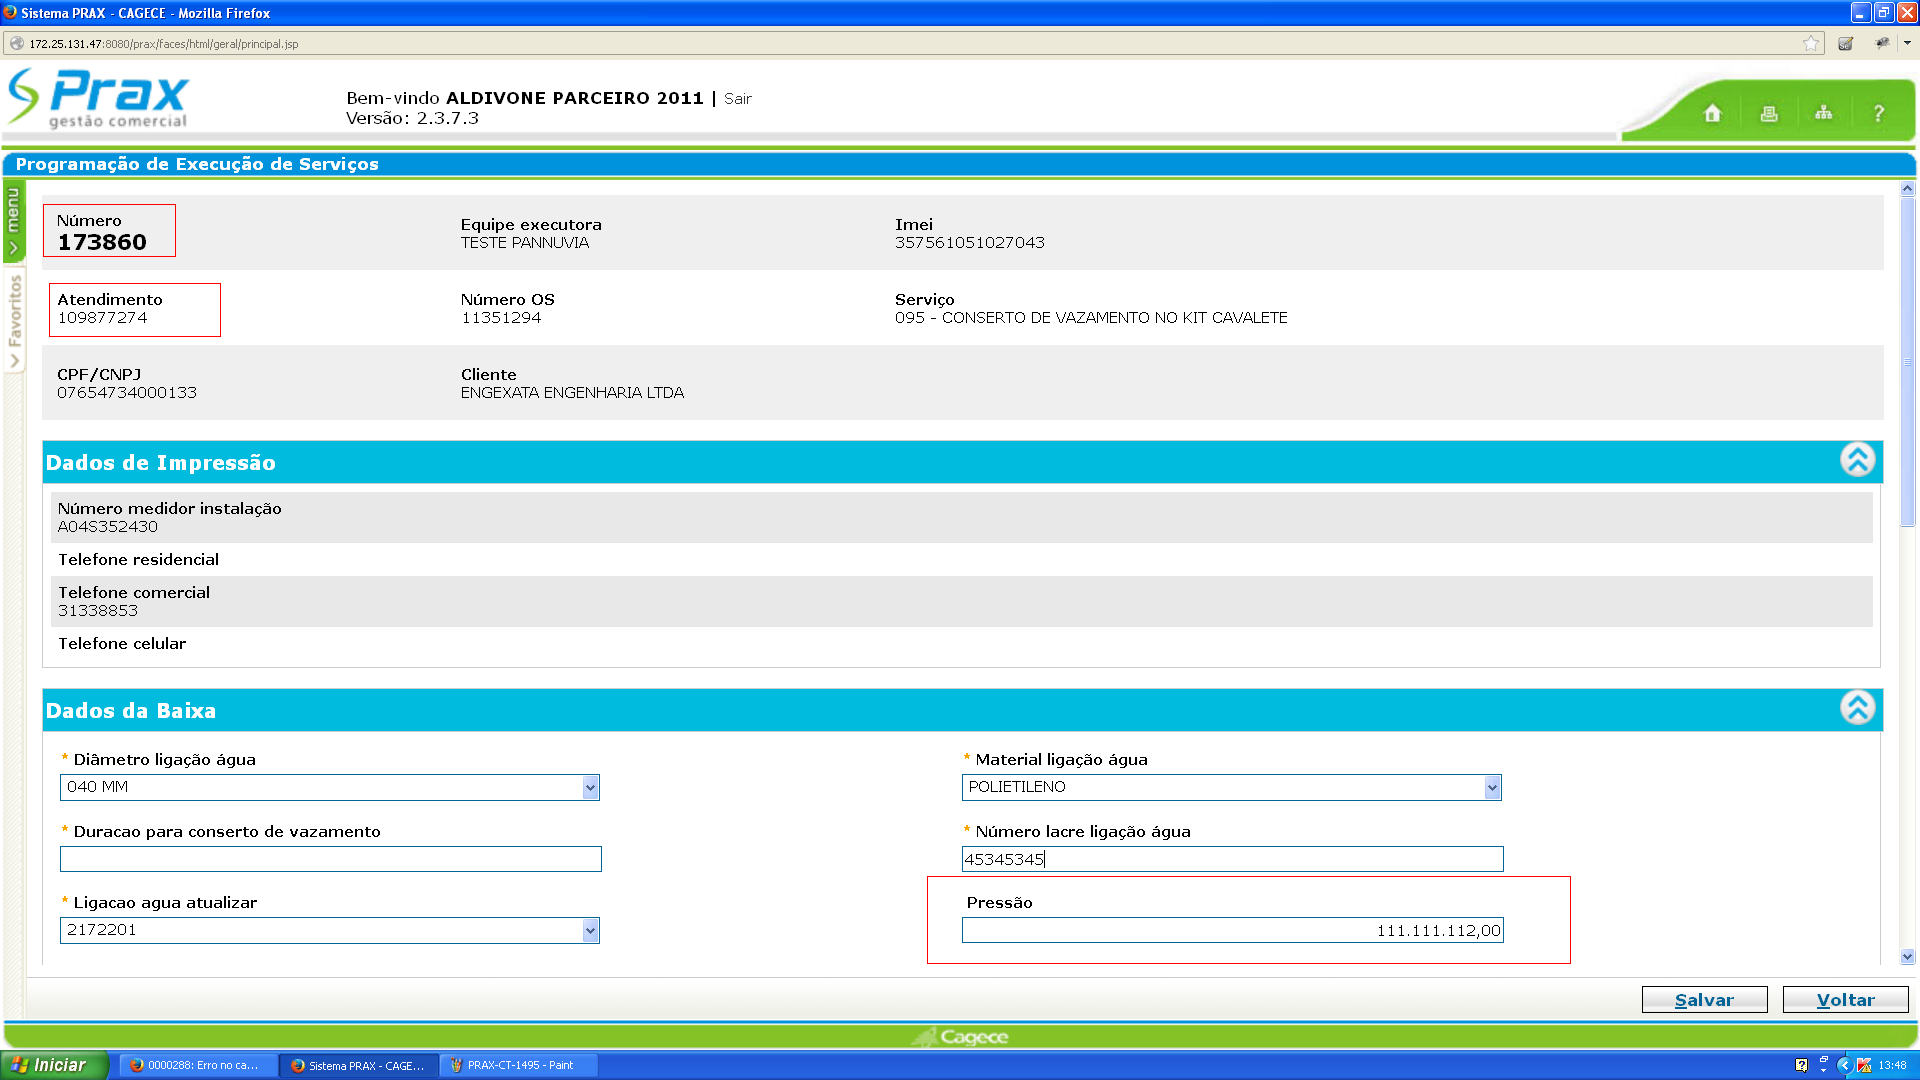 Sistema PRAX - CAGECE - Mozilla Firefox
172.25.131.47:8080/prax/faces/html/geral/principal.jsp
Prax
gestão comercial
Bem-vindo ALDIVONE PARCEIRO 2011 | Sair
Versão: 2.3.7.3
?
Programação de Execução de Serviços
menu
Favoritos
Número
173860
Equipe executora
TESTE PANNUVIA
Imei
357561051027043
Atendimento
109877274
Número OS
11351294
Serviço
095 - CONSERTO DE VAZAMENTO NO KIT CAVALETE
CPF/CNPJ
07654734000133
Cliente
ENGEXATA ENGENHARIA LTDA
Dados de Impressão
Número medidor instalação
A04S352430
Telefone residencial
Telefone comercial
31338853
Telefone celular
Dados da Baixa
* Diâmetro ligação água
040 MM
* Material ligação água
POLIETILENO
* Duracao para conserto de vazamento
* Número lacre ligação água
45345345
* Ligacao agua atualizar
2172201
Pressão
111.111.112,00
Salvar
Voltar
Cagece
Iniciar
0000288: Erro no ca...
Sistema PRAX - CAGE...
PRAX-CT-1495 - Paint
13:48